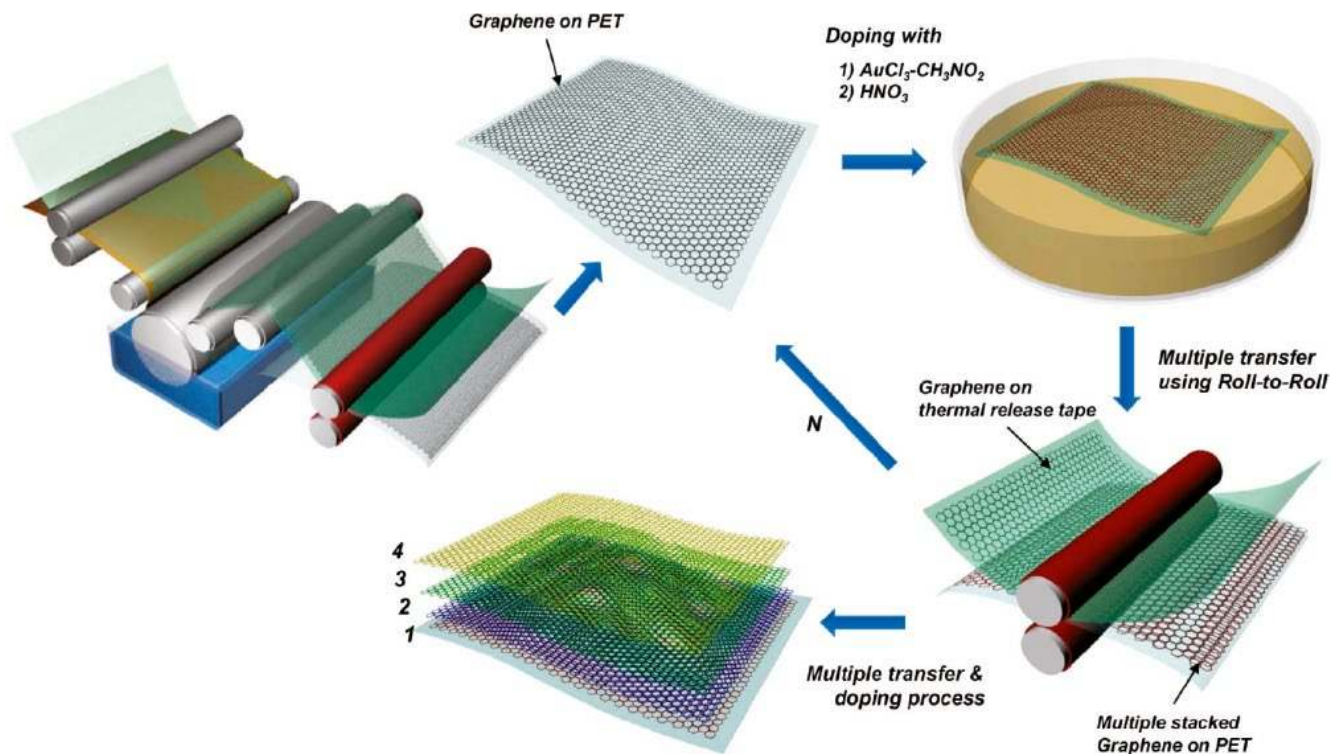 Graphene on PET
Doping with
1) AuCl₃-CH₃NO₂
2) HNO₃
Multiple transfer
using Roll-to-Roll
Graphene on
thermal release tape
N
4
3
2
1
Multiple transfer &
doping process
Multiple stacked
Graphene on PET